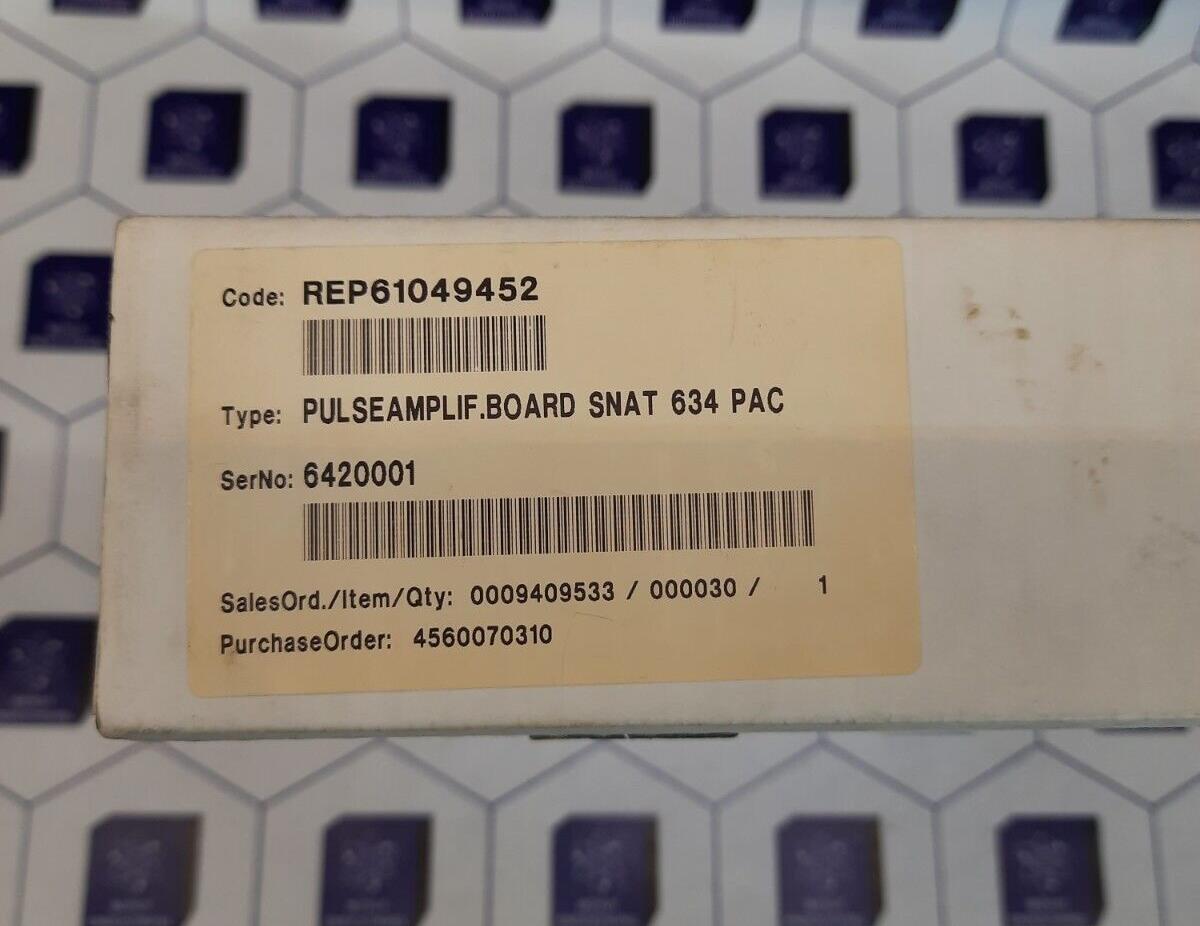 Code: REP61049452
Type: PULSEAMPLIF.BOARD SNAT 634 PAC
SerNo: 6420001
SalesOrd./Item/Qty: 0009409533 / 000030 / 1
PurchaseOrder: 4560070310